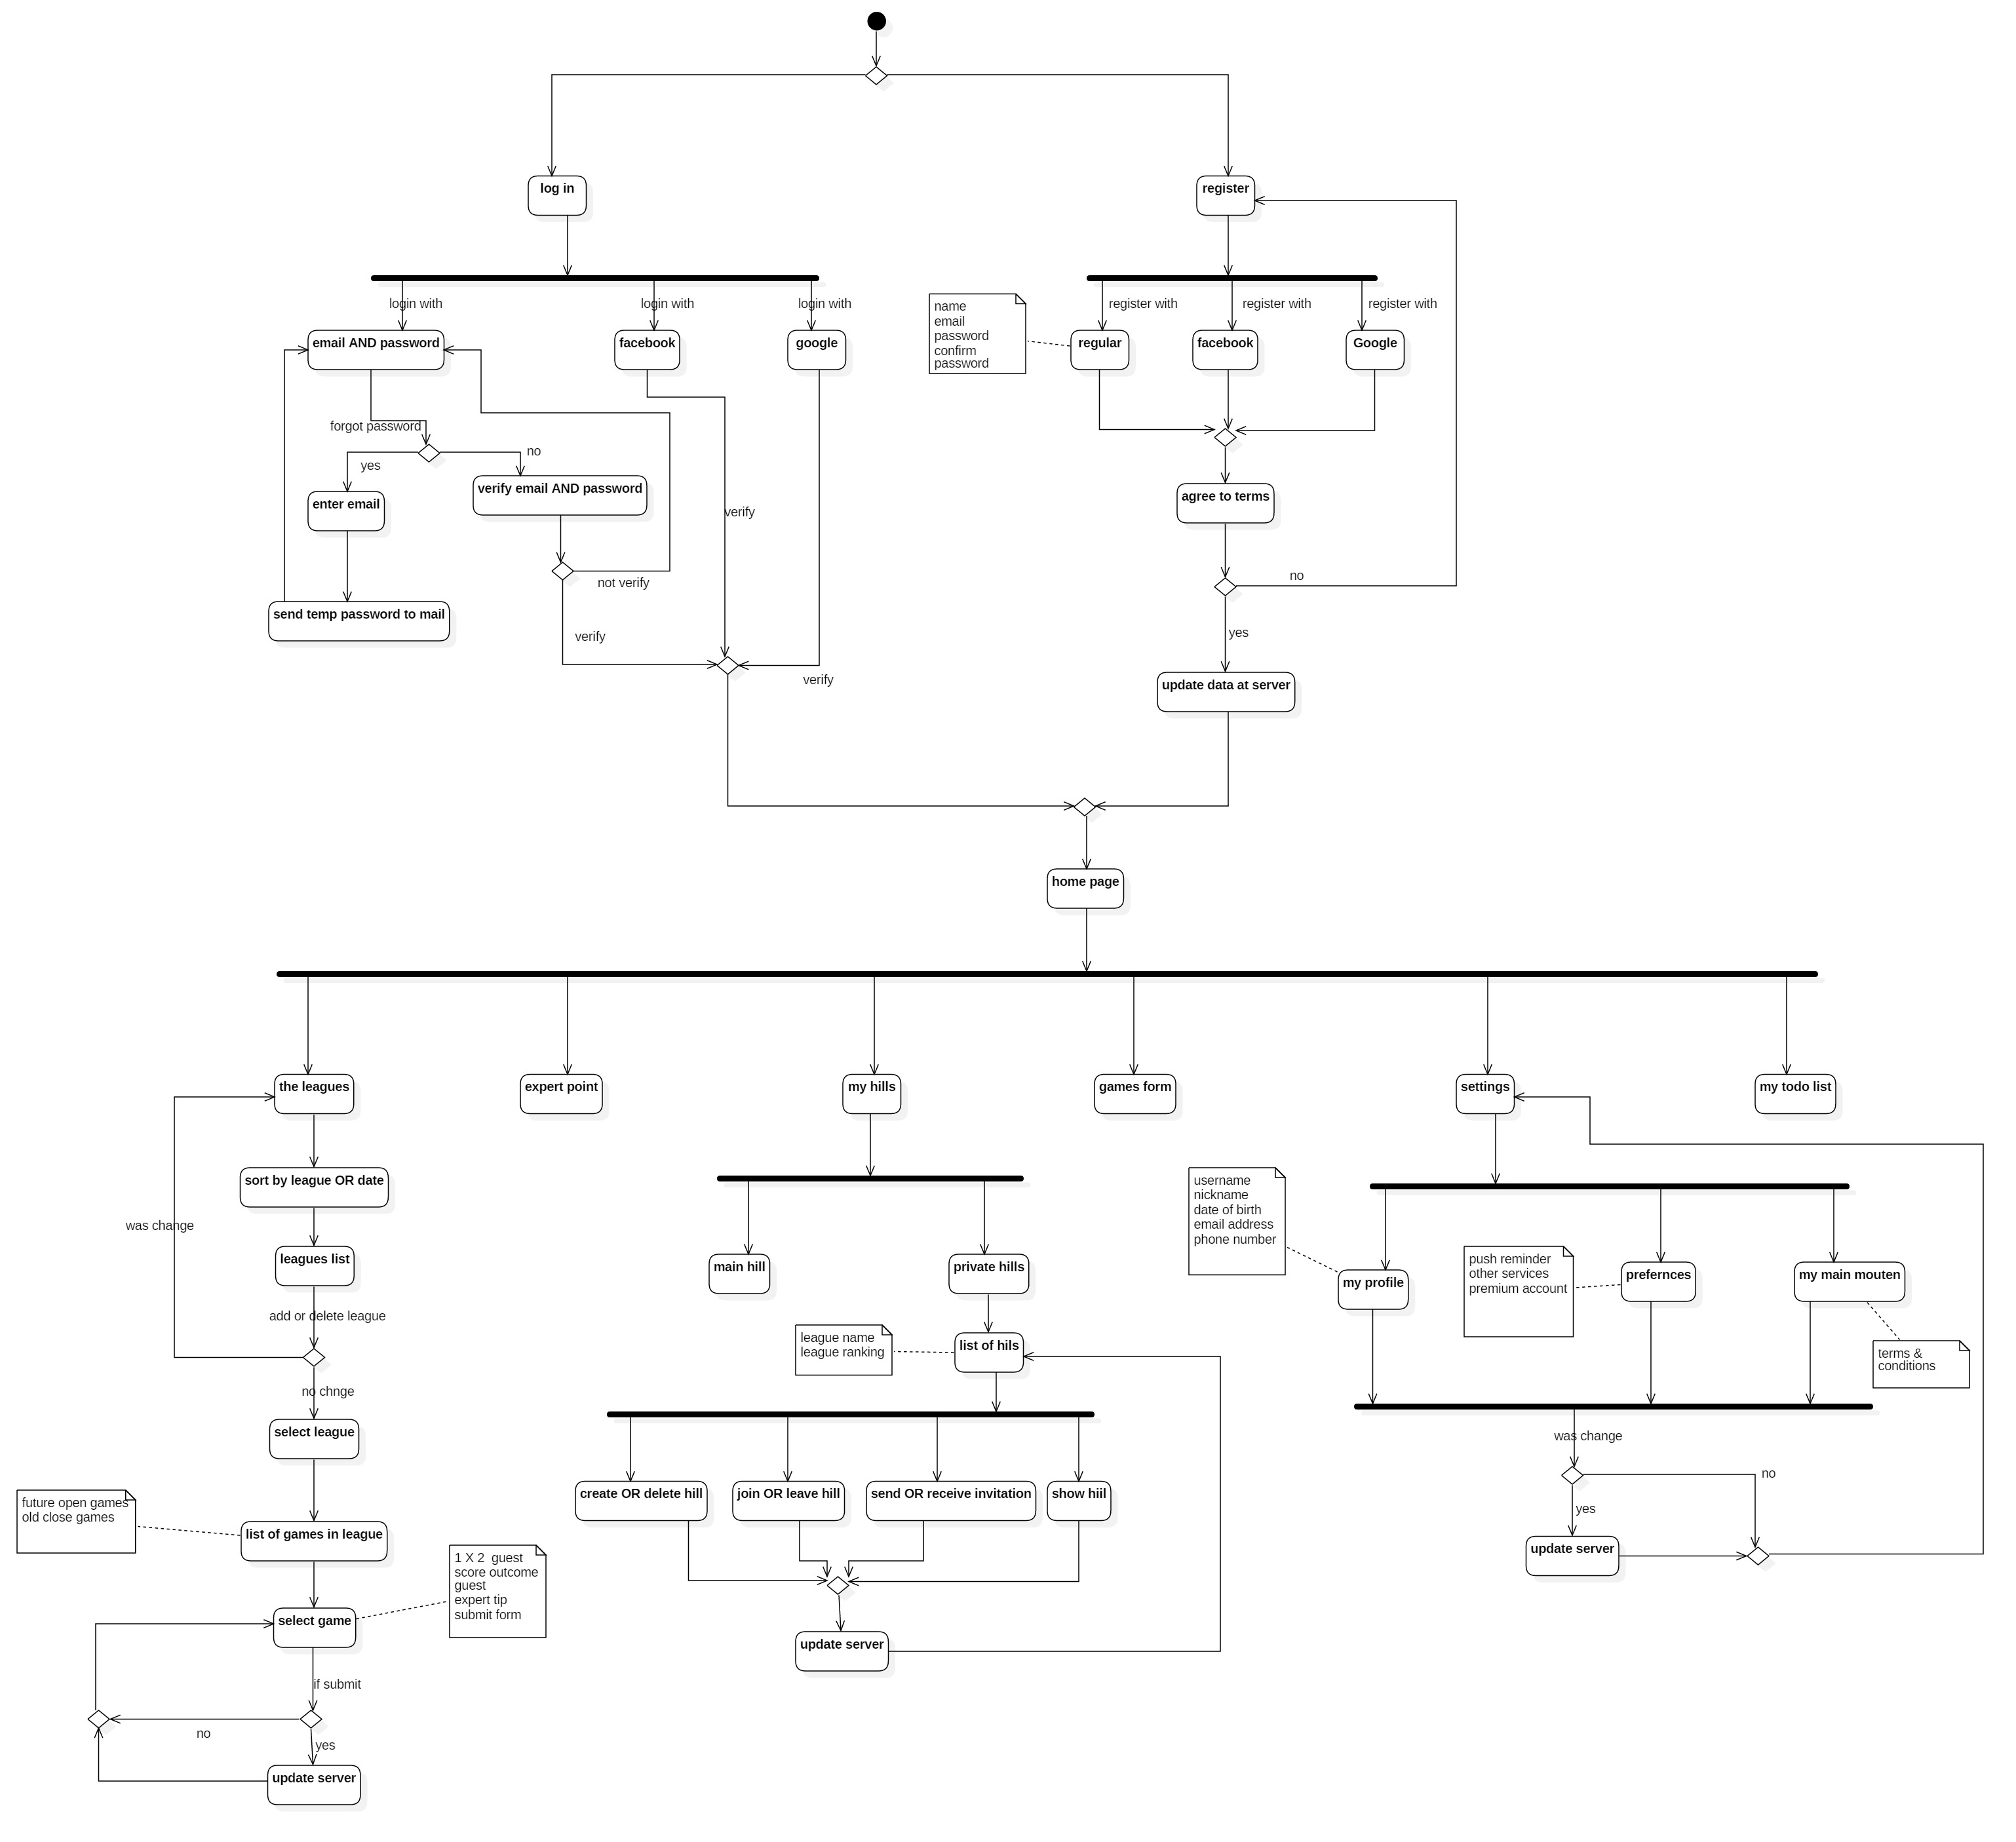 log in
register
login with
login with
login with
register with
register with
register with
name
email
password
confirm
password
email AND password
facebook
google
regular
facebook
Google
forgot password
yes
no
verify email AND password
enter email
agree to terms
verify
not verify
no
send temp password to mail
verify
yes
verify
update data at server
home page
the leagues
expert point
my hills
games form
settings
my todo list
sort by league OR date
username
nickname
date of birth
email address
phone number
was change
leagues list
main hill
private hills
my profile
push reminder
other services
premium account
prefernces
my main mouten
add or delete league
league name
league ranking
list of hils
terms &
conditions
no chnge
select league
was change
create OR delete hill
join OR leave hill
send OR receive invitation
show hiil
no
yes
future open games
old close games
list of games in league
update server
1 X 2  guest
score outcome
guest
expert tip
submit form
select game
update server
if submit
no
yes
update server